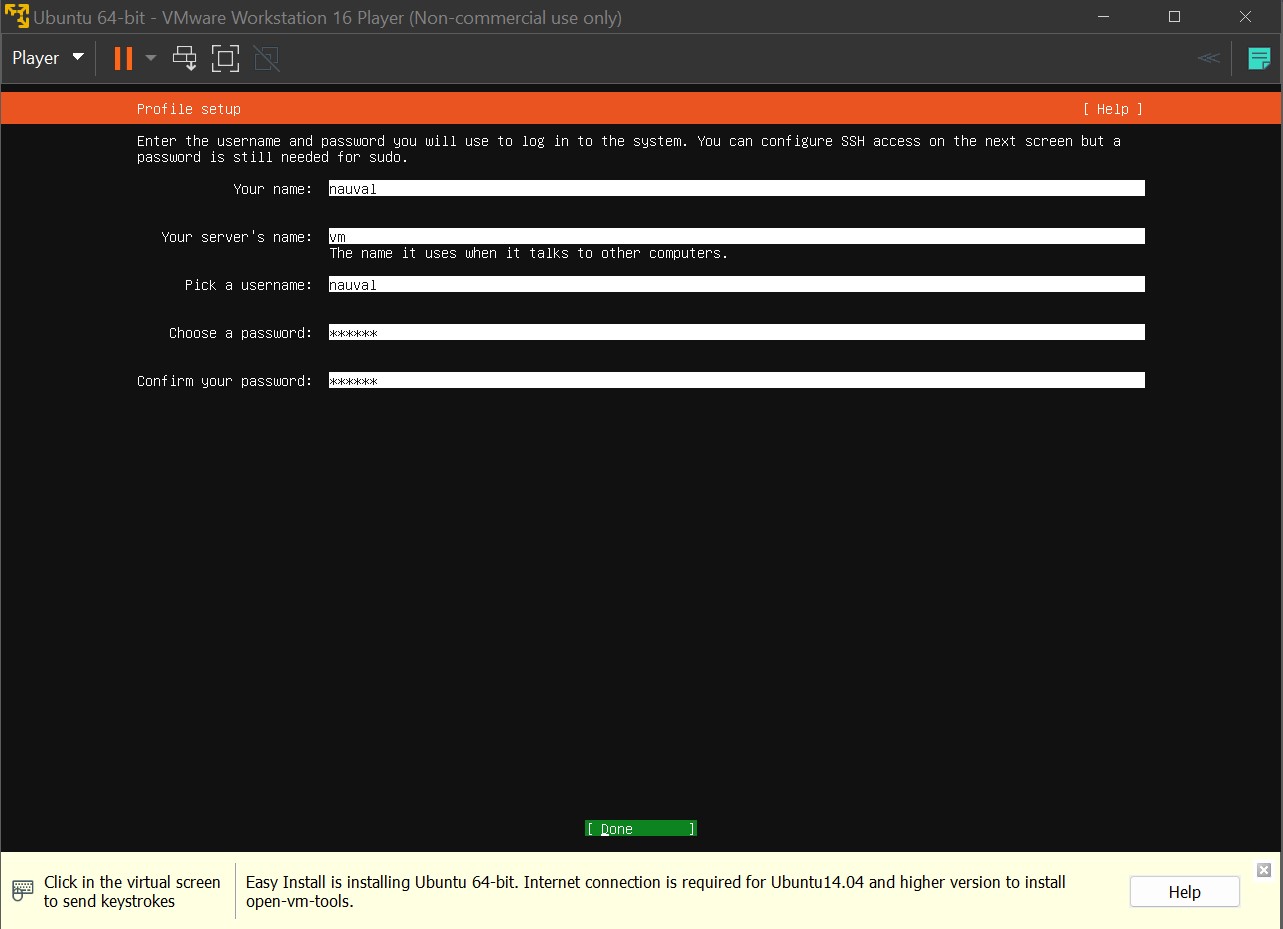 Ubuntu 64-bit - VMware Workstation 16 Player (Non-commercial use only)
Player
Profile setup [ Help ]
Enter the username and password you will use to log in to the system. You can configure SSH access on the next screen but a
password is still needed for sudo.
Your name: nauval
Your server's name: vm
The name it uses when it talks to other computers.
Pick a username: nauval
Choose a password: ******
Confirm your password: ******
[ Done ]
Click in the virtual screen
to send keystrokes
Easy Install is installing Ubuntu 64-bit. Internet connection is required for Ubuntu14.04 and higher version to install
open-vm-tools.
Help